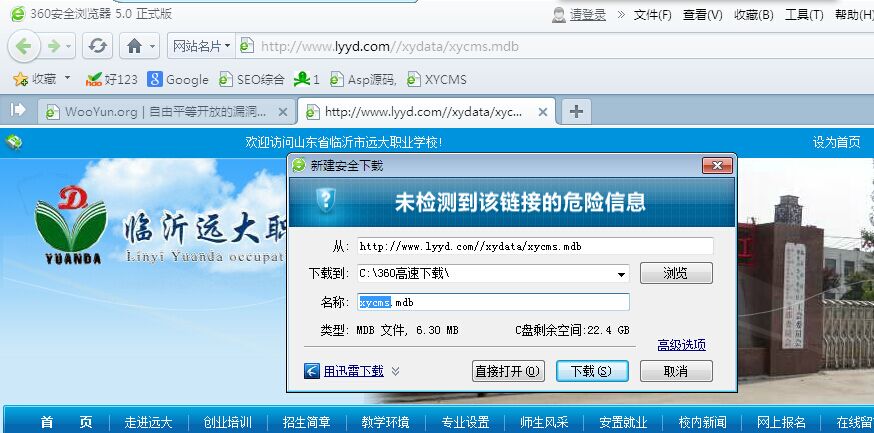 360安全浏览器 5.0 正式版
请登录 » 文件(F) 查看(V) 收藏(B) 工具(T) 帮助(H)
网站名片 http://www.lyyd.com//xydata/xycms.mdb
收藏 好123 Google SEO综合 1 Asp源码, XYCMS
WooYun.org | 自由平等开放的漏洞... http://www.lyyd.com//xydata/xyc...
欢迎访问山东省临沂市远大职业学校! 设为首页
新建安全下载
未检测到该链接的危险信息
临沂远大职
YUANDA
Linyi Yuanda occupat
从: http://www.lyyd.com//xydata/xycms.mdb
下载到: C:\360高速下载\ 浏览
名称: xycms.mdb
类型: MDB 文件, 6.30 MB C盘剩余空间:22.4 GB
高级选项
用迅雷下载 直接打开(O) 下载(S) 取消
首 页 走进远大 创业培训 招生简章 教学环境 专业设置 师生风采 安置就业 校内新闻 网上报名 在线留